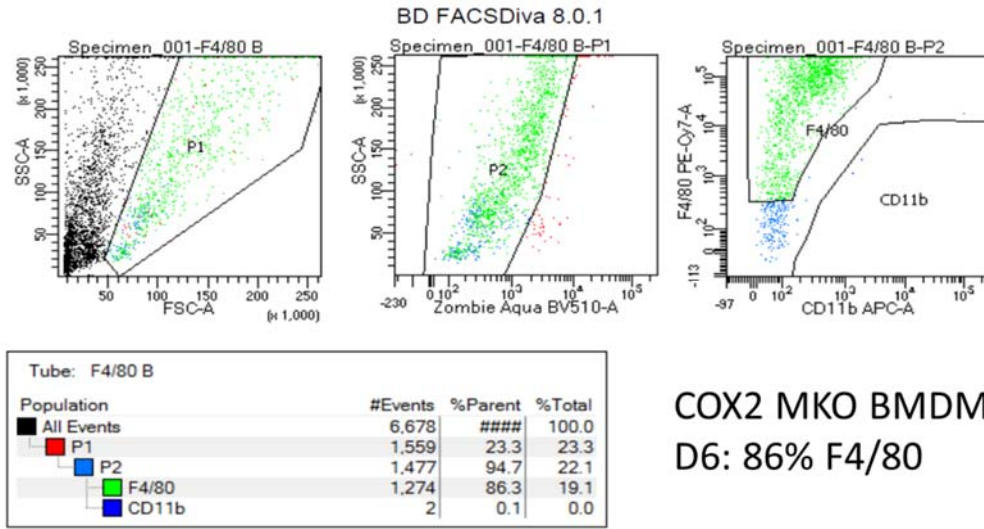 BD FACSDiva 8.0.1
Specimen_001-F4/80 B
SSC-A
(x 1,000)
50 100 150 200 250
P1
50 100 150 200 250
FSC-A
(x 1,000)
Specimen_001-F4/80 B-P1
SSC-A
(x 1,000)
50 100 150 200 250
P2
-230 0 10² 10³ 10⁴ 10⁵
Zombie Aqua BV510-A
Specimen_001-F4/80 B-P2
F4/80 PE-Cy7-A
-113 0 10² 10³ 10⁴ 10⁵
F4/80
CD11b
-97 0 10² 10³ 10⁴ 10⁵
CD11b APC-A
Tube: F4/80 B
Population #Events %Parent %Total
All Events 6,678 #### 100.0
P1 1,559 23.3 23.3
P2 1,477 94.7 22.1
F4/80 1,274 86.3 19.1
CD11b 2 0.1 0.0
COX2 MKO BMDM
D6: 86% F4/80